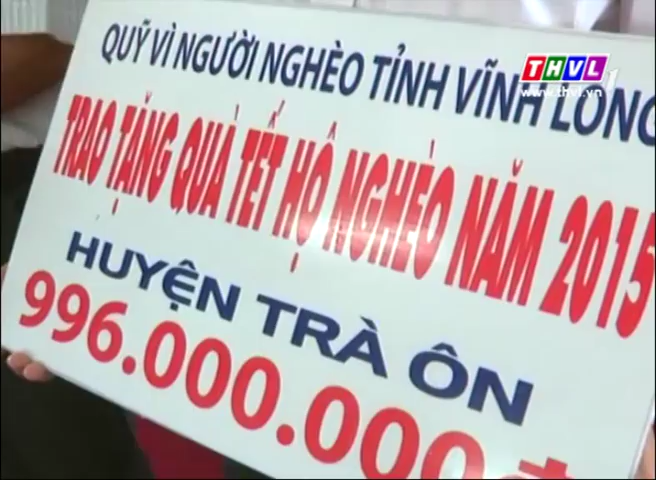 THVL1
www.thvl.vn
QUỸ VÌ NGƯỜI NGHÈO TỈNH VĨNH LONG
TRAO TẶNG QUÀ TẾT HỘ NGHÈO NĂM 2015
HUYỆN TRÀ ÔN
996.000.000 đ